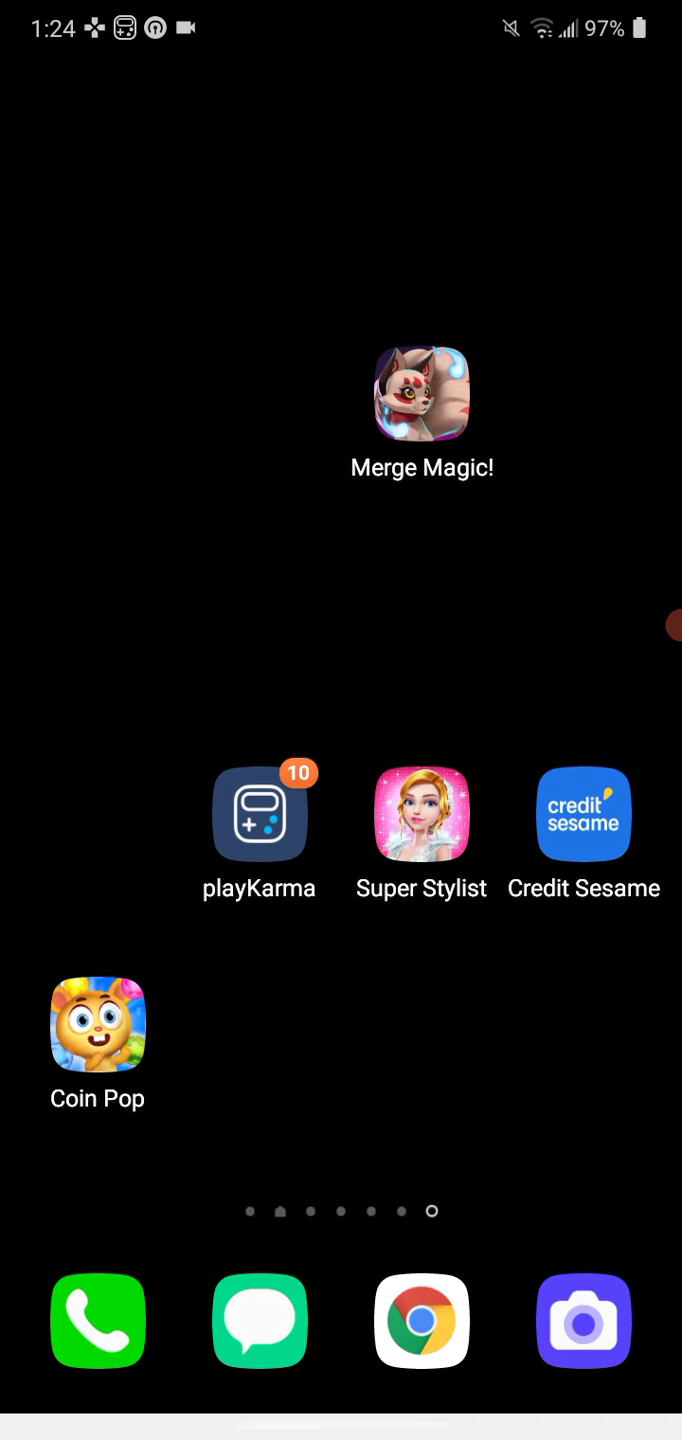 1:24
97%
Merge Magic!
10
credit
sesame
playKarma
Super Stylist
Credit Sesame
Coin Pop